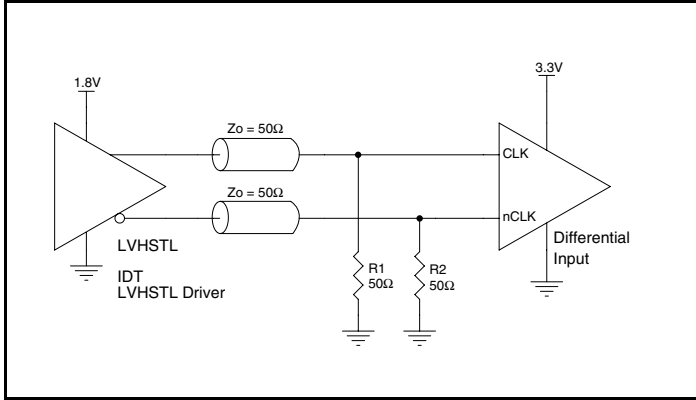 1.8V
3.3V
Zo = 50Ω
CLK
Zo = 50Ω
nCLK
LVHSTL
IDT
LVHSTL Driver
R1
50Ω
R2
50Ω
Differential
Input